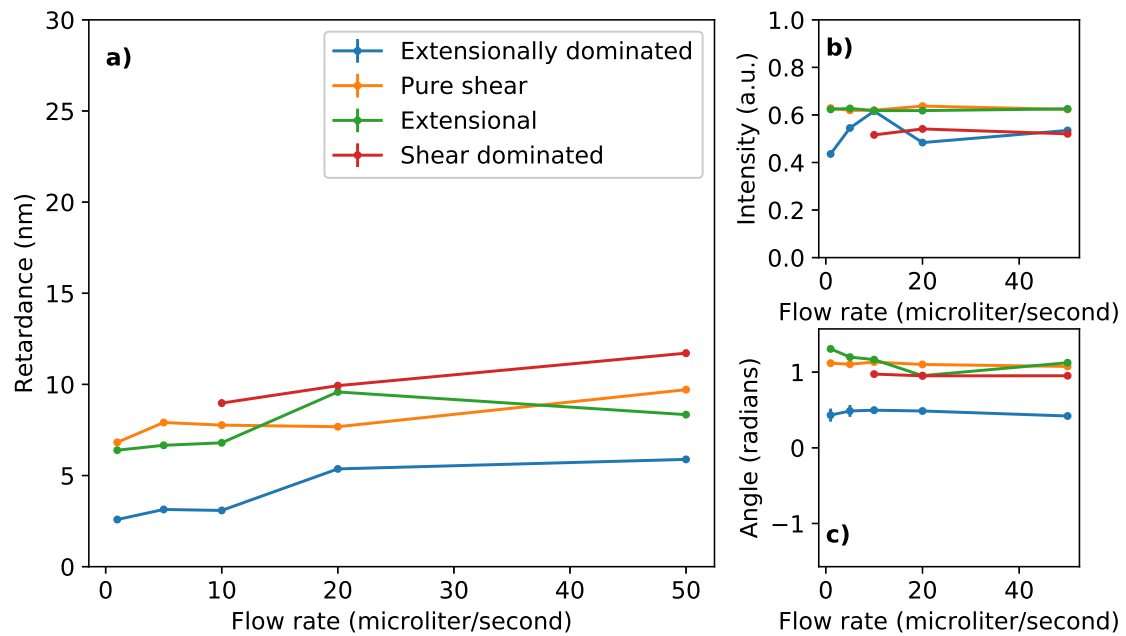 a)
Extensionally dominated
Pure shear
Extensional
Shear dominated
Retardance (nm)
30
25
20
15
10
5
0
0 10 20 30 40 50
Flow rate (microliter/second)
b)
Intensity (a.u.)
1.0
0.8
0.6
0.4
0.2
0.0
0 20 40
Flow rate (microliter/second)
c)
Angle (radians)
1
0
−1
0 20 40
Flow rate (microliter/second)